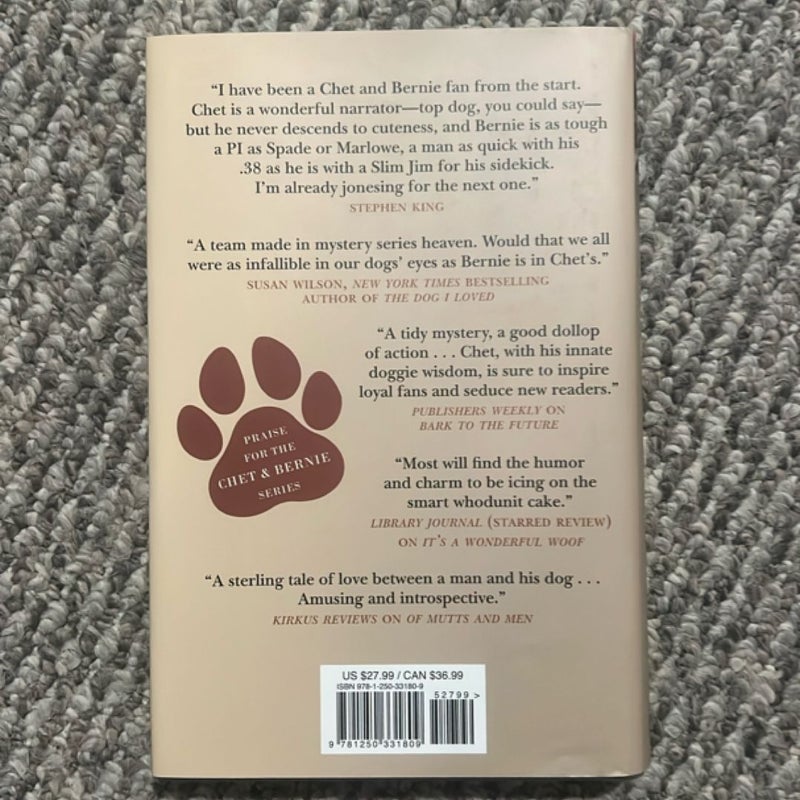 “I have been a Chet and Bernie fan from the start.
Chet is a wonderful narrator—top dog, you could say—
but he never descends to cuteness, and Bernie is as tough
a PI as Spade or Marlowe, a man as quick with his
.38 as he is with a Slim Jim for his sidekick.
I’m already jonesing for the next one.”
STEPHEN KING
“A team made in mystery series heaven. Would that we all
were as infallible in our dogs’ eyes as Bernie is in Chet’s.”
SUSAN WILSON, NEW YORK TIMES BESTSELLING
AUTHOR OF THE DOG I LOVED
“A tidy mystery, a good dollop
of action . . . Chet, with his innate
doggie wisdom, is sure to inspire
loyal fans and seduce new readers.”
PUBLISHERS WEEKLY ON
BARK TO THE FUTURE
PRAISE
FOR THE
CHET & BERNIE
SERIES
“Most will find the humor
and charm to be icing on the
smart whodunit cake.”
LIBRARY JOURNAL (STARRED REVIEW)
ON IT’S A WONDERFUL WOOF
“A sterling tale of love between a man and his dog . . .
Amusing and introspective.”
KIRKUS REVIEWS ON OF MUTTS AND MEN
US $27.99 / CAN $36.99
ISBN 978-1-250-33180-9
52799 >
9 781250 331809